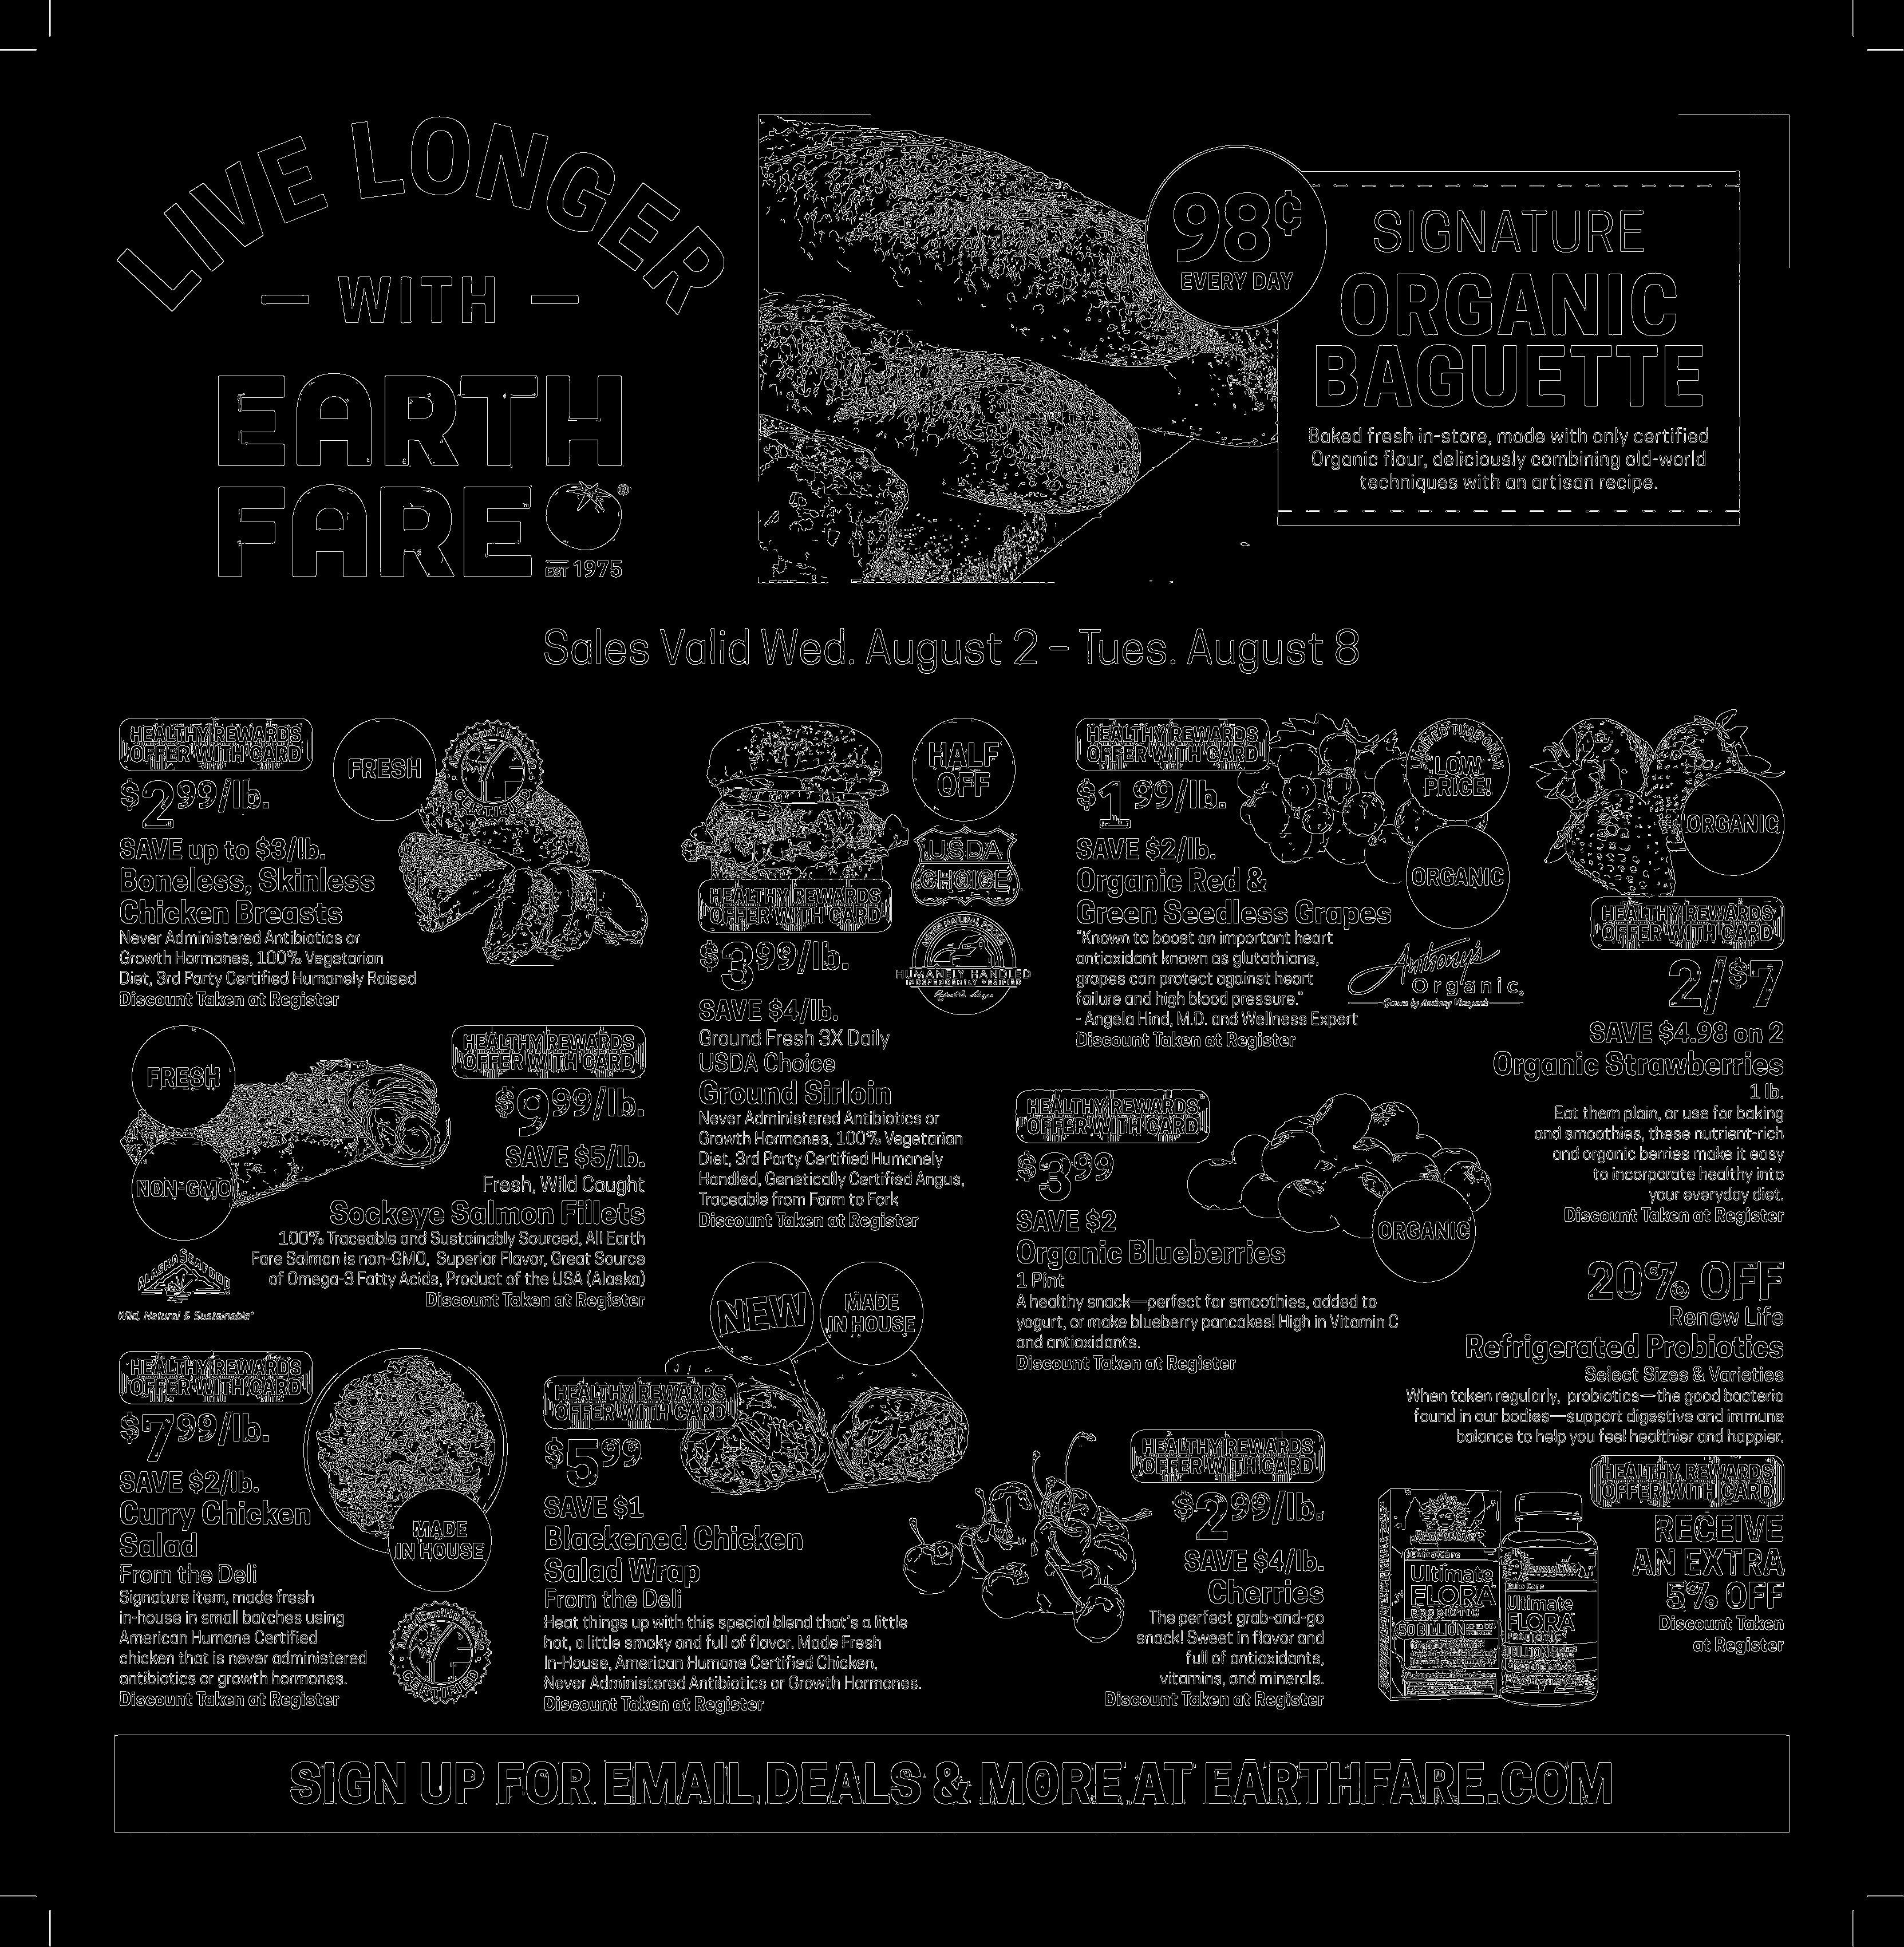 LIVE LONGER
— WITH —
EARTH
FARE®
EST 1975
98¢
EVERY DAY
SIGNATURE
ORGANIC
BAGUETTE
Baked fresh in-store, made with only certified
Organic flour, deliciously combining old-world
techniques with an artisan recipe.
Sales Valid Wed. August 2 – Tues. August 8
HEALTHY REWARDS
OFFER WITH CARD
FRESH
American Humane
CERTIFIED
$2 99/lb.
SAVE up to $3/lb.
Boneless, Skinless
Chicken Breasts
Never Administered Antibiotics or
Growth Hormones, 100% Vegetarian
Diet, 3rd Party Certified Humanely Raised
Discount Taken at Register
FRESH
NON-GMO
HEALTHY REWARDS
OFFER WITH CARD
$9 99/lb.
SAVE $5/lb.
Fresh, Wild Caught
Sockeye Salmon Fillets
100% Traceable and Sustainably Sourced, All Earth
Fare Salmon is non-GMO, Superior Flavor, Great Source
of Omega-3 Fatty Acids, Product of the USA (Alaska)
Discount Taken at Register
ALASKA SEAFOOD
Wild, Natural & Sustainable®
HEALTHY REWARDS
OFFER WITH CARD
$7 99/lb.
SAVE $2/lb.
Curry Chicken
Salad
From the Deli
Signature item, made fresh
in-house in small batches using
American Humane Certified
chicken that is never administered
antibiotics or growth hormones.
Discount Taken at Register
MADE
IN HOUSE
American Humane
CERTIFIED
HALF
OFF
USDA
CHOICE
HUMANELY HANDLED
INDEPENDENTLY VERIFIED
HEALTHY REWARDS
OFFER WITH CARD
$3 99/lb.
SAVE $4/lb.
Ground Fresh 3X Daily
USDA Choice
Ground Sirloin
Never Administered Antibiotics or
Growth Hormones, 100% Vegetarian
Diet, 3rd Party Certified Humanely
Handled, Genetically Certified Angus,
Traceable from Farm to Fork
Discount Taken at Register
NEW
MADE
IN HOUSE
HEALTHY REWARDS
OFFER WITH CARD
$5 99
SAVE $1
Blackened Chicken
Salad Wrap
From the Deli
Heat things up with this special blend that's a little
hot, a little smoky and full of flavor. Made Fresh
In-House, American Humane Certified Chicken,
Never Administered Antibiotics or Growth Hormones.
Discount Taken at Register
HEALTHY REWARDS
OFFER WITH CARD
$1 99/lb.
SAVE $2/lb.
Organic Red &
Green Seedless Grapes
"Known to boost an important heart
antioxidant known as glutathione,
grapes can protect against heart
failure and high blood pressure."
- Angela Hind, M.D. and Wellness Expert
Discount Taken at Register
LIMITED TIME ONLY
LOW
PRICE!
ORGANIC
Anthony's
Organic
Grown by Anthony Vineyards
HEALTHY REWARDS
OFFER WITH CARD
$3 99
SAVE $2
Organic Blueberries
1 Pint
A healthy snack—perfect for smoothies, added to
yogurt, or make blueberry pancakes! High in Vitamin C
and antioxidants.
Discount Taken at Register
ORGANIC
HEALTHY REWARDS
OFFER WITH CARD
$2 99/lb.
SAVE $4/lb.
Cherries
The perfect grab-and-go
snack! Sweet in flavor and
full of antioxidants,
vitamins, and minerals.
Discount Taken at Register
ORGANIC
HEALTHY REWARDS
OFFER WITH CARD
2/$7
SAVE $4.98 on 2
Organic Strawberries
1 lb.
Eat them plain, or use for baking
and smoothies, these nutrient-rich
and organic berries make it easy
to incorporate healthy into
your everyday diet.
Discount Taken at Register
20% OFF
Renew Life
Refrigerated Probiotics
Select Sizes & Varieties
When taken regularly, probiotics—the good bacteria
found in our bodies—support digestive and immune
balance to help you feel healthier and happier.
HEALTHY REWARDS
OFFER WITH CARD
RECEIVE
AN EXTRA
5% OFF
Discount Taken
at Register
Ultimate
FLORA
PROBIOTIC
50 BILLION
Ultimate
FLORA
PROBIOTIC
SIGN UP FOR EMAIL DEALS & MORE AT EARTHFARE.COM